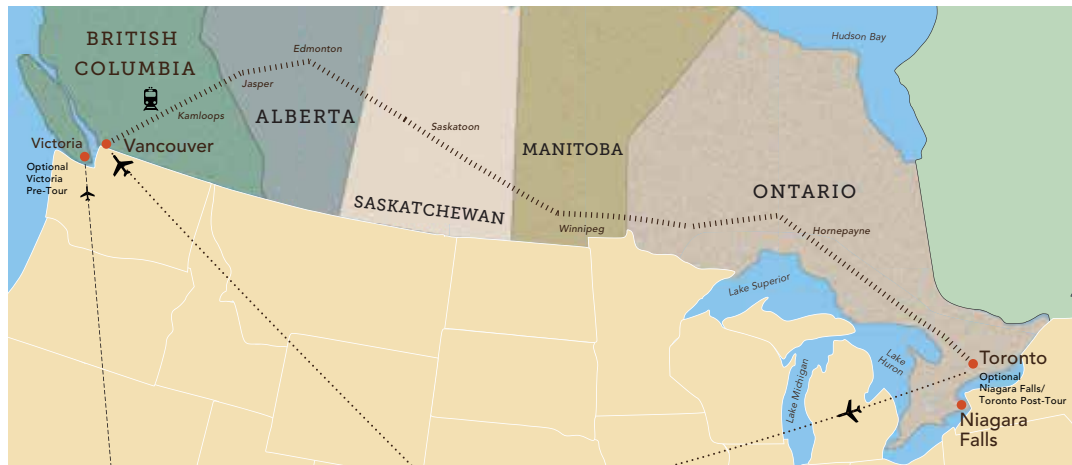 BRITISH
COLUMBIA
Edmonton
Jasper
Kamloops
ALBERTA
Hudson Bay
Victoria
Vancouver
Optional
Victoria
Pre-Tour
Saskatoon
MANITOBA
SASKATCHEWAN
ONTARIO
Winnipeg
Hornepayne
Lake Superior
Lake Michigan
Lake
Huron
Toronto
Optional
Niagara Falls/
Toronto Post-Tour
Niagara
Falls